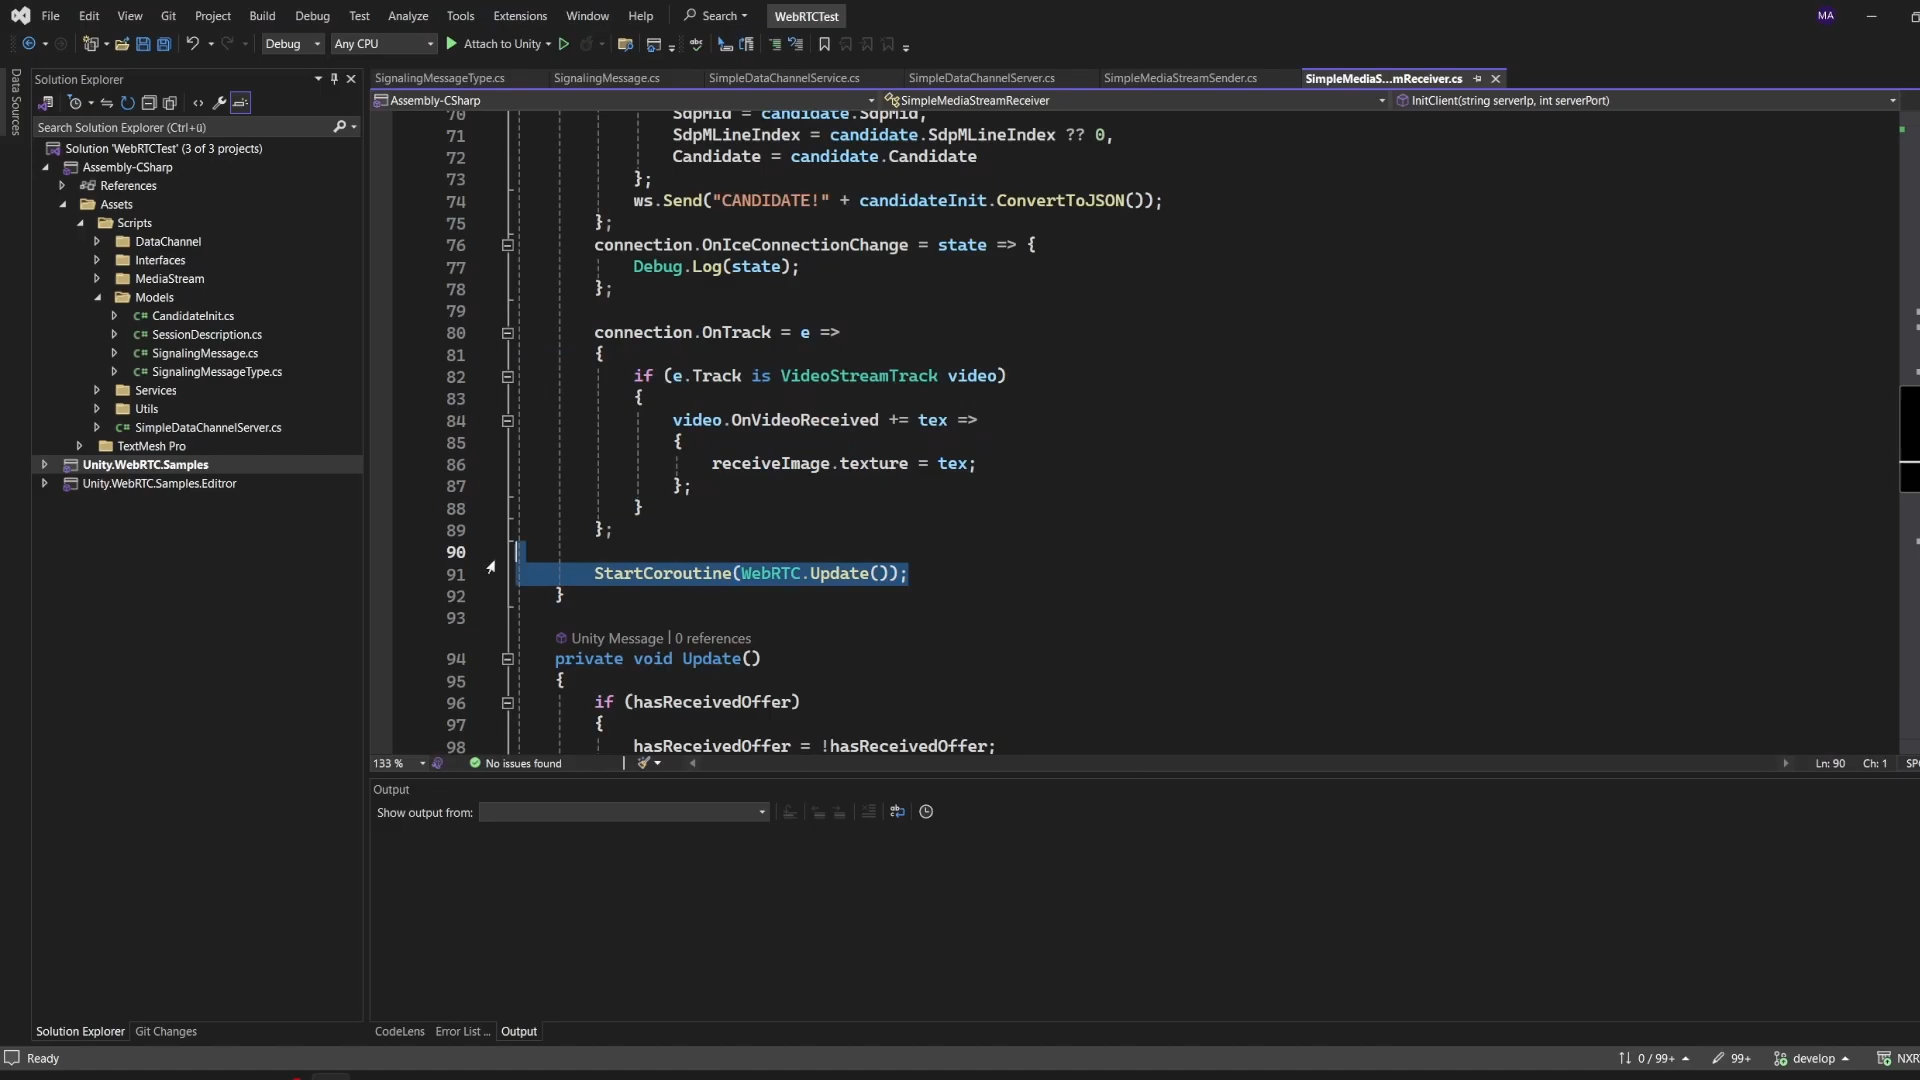 File Edit View Git Project Build Debug Test Analyze Tools Extensions Window Help Search WebRTCTest MA
Debug Any CPU Attach to Unity
Data Sources
Solution Explorer
Search Solution Explorer (Ctrl+ü)
Solution 'WebRTCTest' (3 of 3 projects)
Assembly-CSharp
References
Assets
Scripts
DataChannel
Interfaces
MediaStream
Models
C# CandidateInit.cs
C# SessionDescription.cs
C# SignalingMessage.cs
C# SignalingMessageType.cs
Services
Utils
C# SimpleDataChannelServer.cs
TextMesh Pro
Unity.WebRTC.Samples
Unity.WebRTC.Samples.Editror
Solution Explorer Git Changes
SignalingMessageType.cs SignalingMessage.cs SimpleDataChannelService.cs SimpleDataChannelServer.cs SimpleMediaStreamSender.cs SimpleMediaS...mReceiver.cs
Assembly-CSharp SimpleMediaStreamReceiver InitClient(string serverIp, int serverPort)
70 SdpMid = candidate.SdpMid,
71 SdpMLineIndex = candidate.SdpMLineIndex ?? 0,
72 Candidate = candidate.Candidate
73 };
74 ws.Send("CANDIDATE!" + candidateInit.ConvertToJSON());
75 };
76 connection.OnIceConnectionChange = state => {
77 Debug.Log(state);
78 };
79
80 connection.OnTrack = e =>
81 {
82 if (e.Track is VideoStreamTrack video)
83 {
84 video.OnVideoReceived += tex =>
85 {
86 receiveImage.texture = tex;
87 };
88 }
89 };
90
91 StartCoroutine(WebRTC.Update());
92 }
93
Unity Message | 0 references
94 private void Update()
95 {
96 if (hasReceivedOffer)
97 {
98 hasReceivedOffer = !hasReceivedOffer;
133 % No issues found Ln: 90 Ch: 1 SPC
Output
Show output from:
CodeLens Error List ... Output
Ready 0 / 99+ 99+ develop NXR